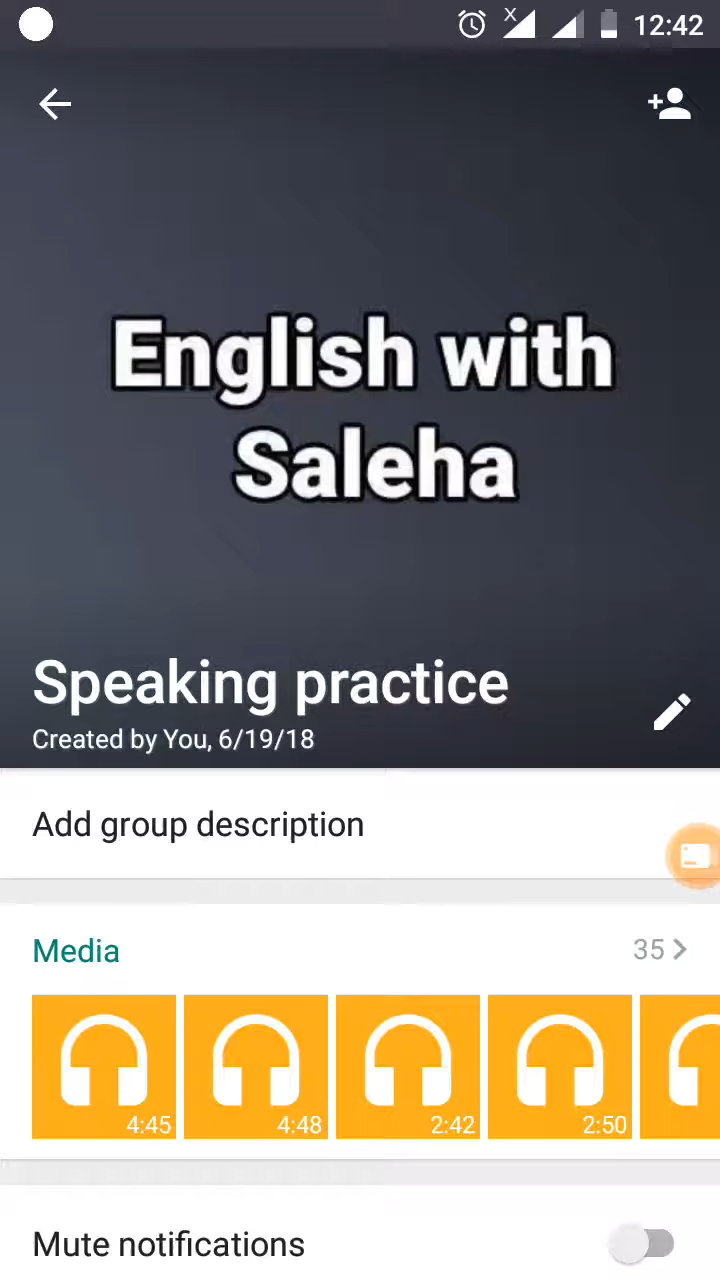 12:42
English with
Saleha
Speaking practice
Created by You, 6/19/18
Add group description
Media 35
4:45 4:48 2:42 2:50
Mute notifications